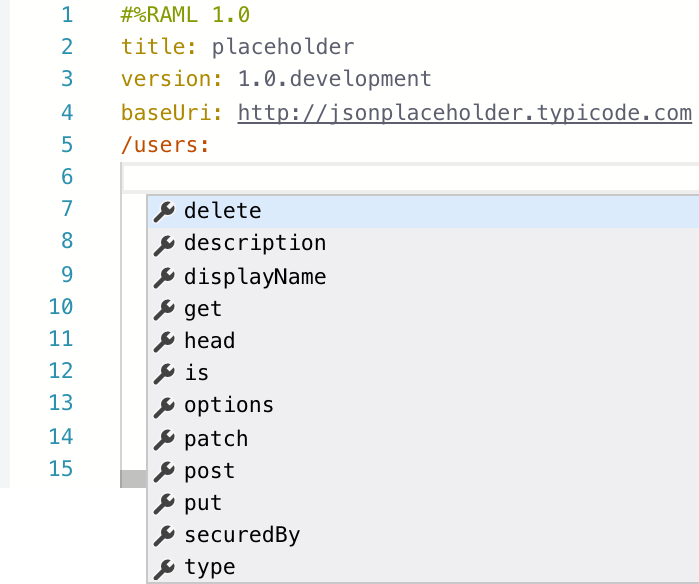 1 #%RAML 1.0
2 title: placeholder
3 version: 1.0.development
4 baseUri: http://jsonplaceholder.typicode.com
5 /users:
6
7 delete
8 description
9 displayName
10 get
11 head
12 is
13 options
14 patch
15 post
put
securedBy
type